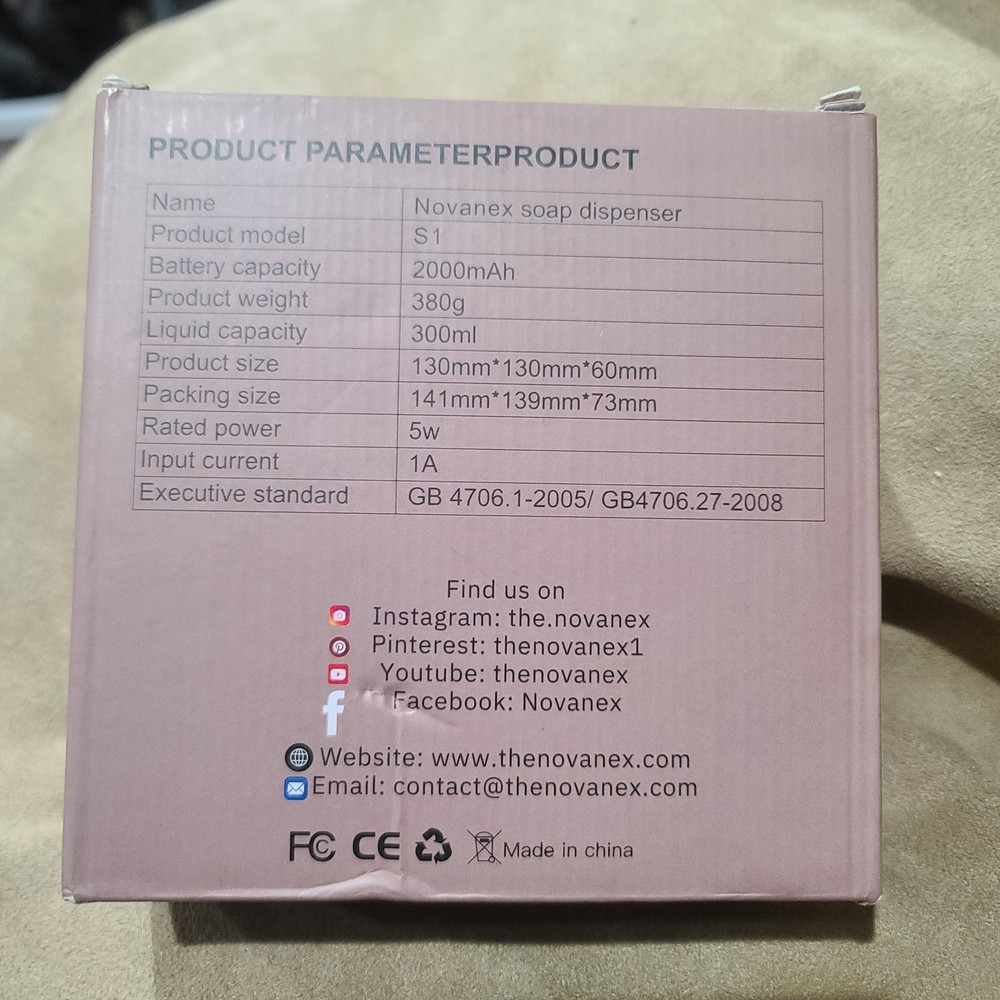 PRODUCT PARAMETERPRODUCT
Name Novanex soap dispenser
Product model S1
Battery capacity 2000mAh
Product weight 380g
Liquid capacity 300ml
Product size 130mm*130mm*60mm
Packing size 141mm*139mm*73mm
Rated power 5w
Input current 1A
Executive standard GB 4706.1-2005/ GB4706.27-2008
Find us on
Instagram: the.novanex
Pinterest: thenovanex1
Youtube: thenovanex
Facebook: Novanex
Website: www.thenovanex.com
Email: contact@thenovanex.com
FC CE Made in china